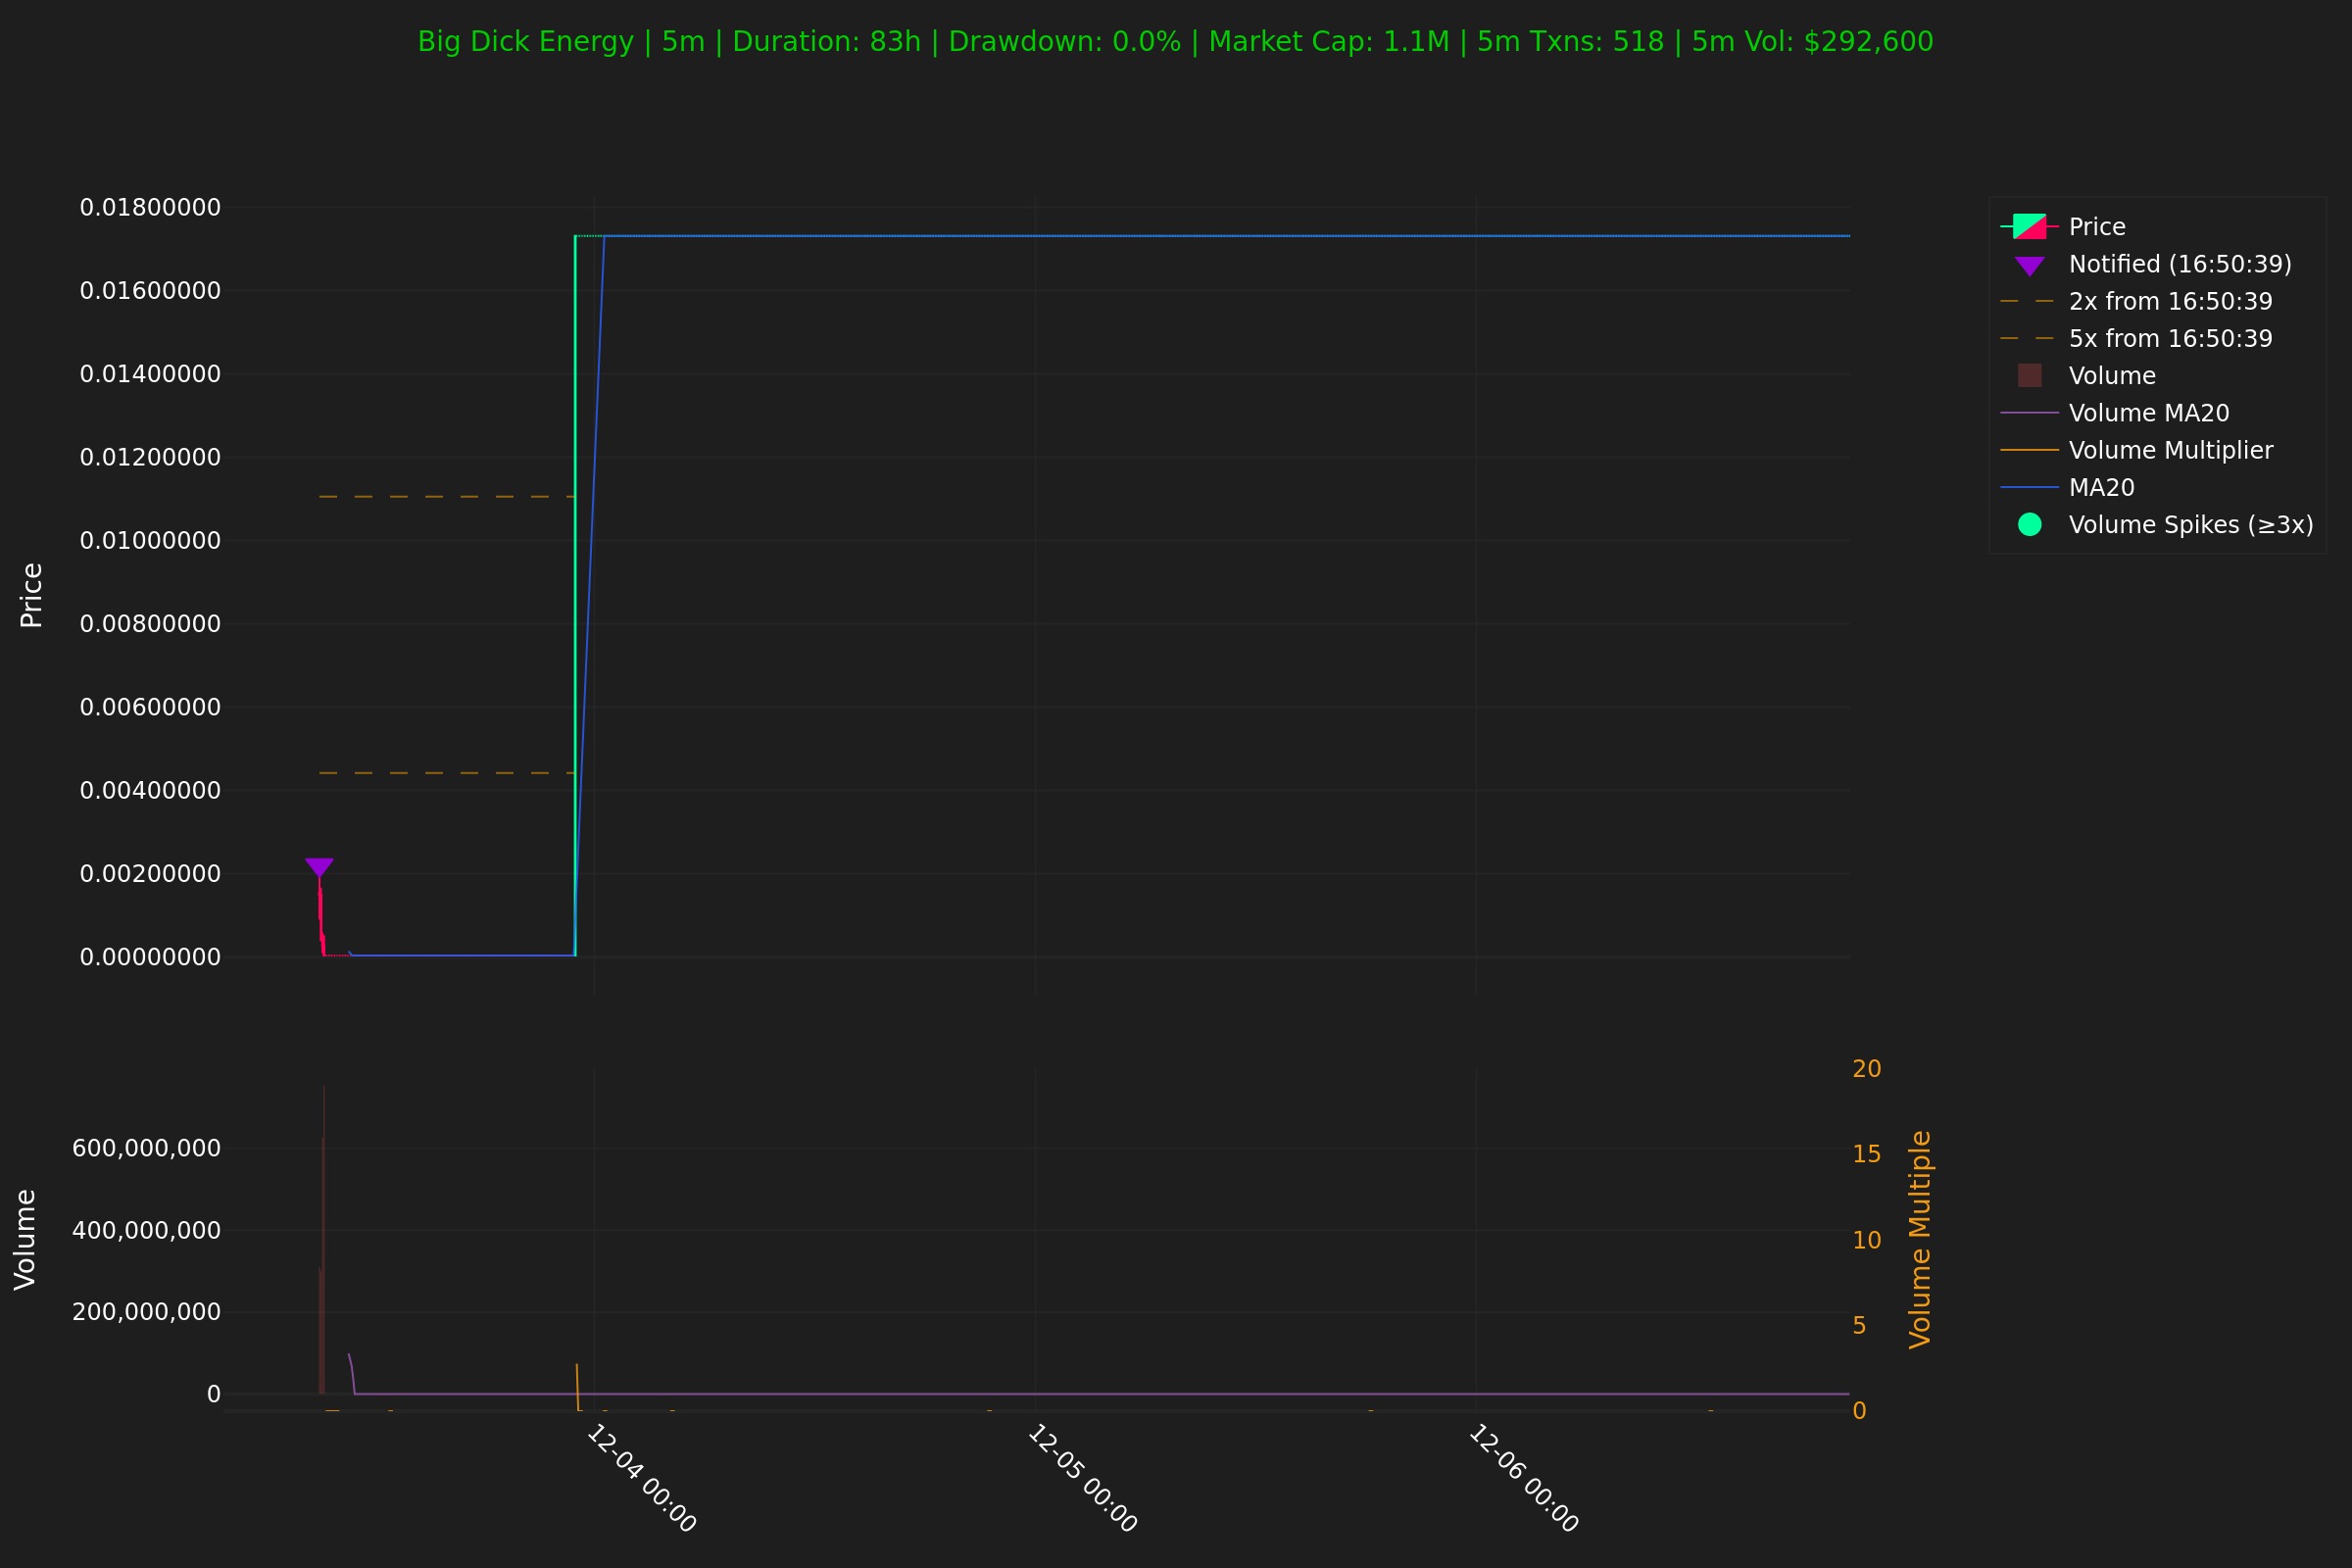 Big Dick Energy | 5m | Duration: 83h | Drawdown: 0.0% | Market Cap: 1.1M | 5m Txns: 518 | 5m Vol: $292,600
Price
0.01800000
0.01600000
0.01400000
0.01200000
0.01000000
0.00800000
0.00600000
0.00400000
0.00200000
0.00000000
Price
Notified (16:50:39)
2x from 16:50:39
5x from 16:50:39
Volume
Volume MA20
Volume Multiplier
MA20
Volume Spikes (≥3x)
Volume
600,000,000
400,000,000
200,000,000
0
20
15
10
5
0
Volume Multiple
12-04 00:00
12-05 00:00
12-06 00:00